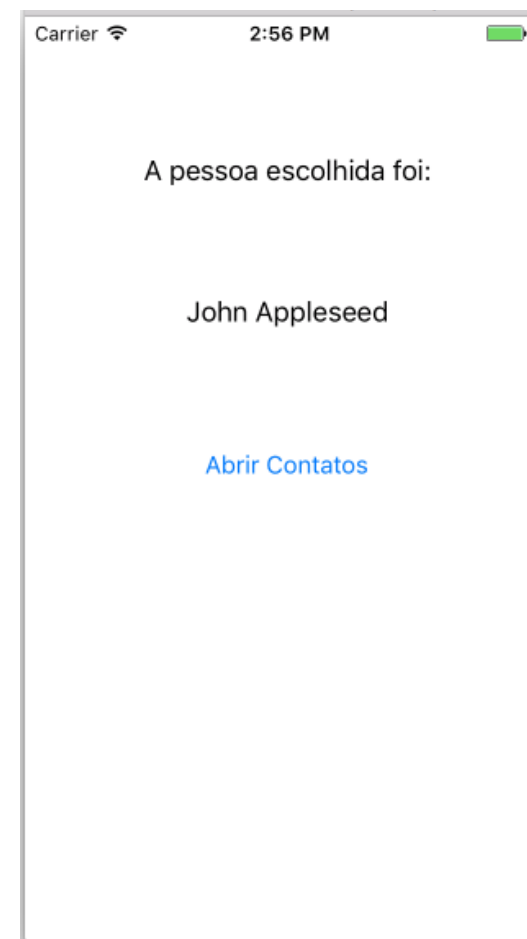 Carrier 2:56 PM
A pessoa escolhida foi:
John Appleseed
Abrir Contatos